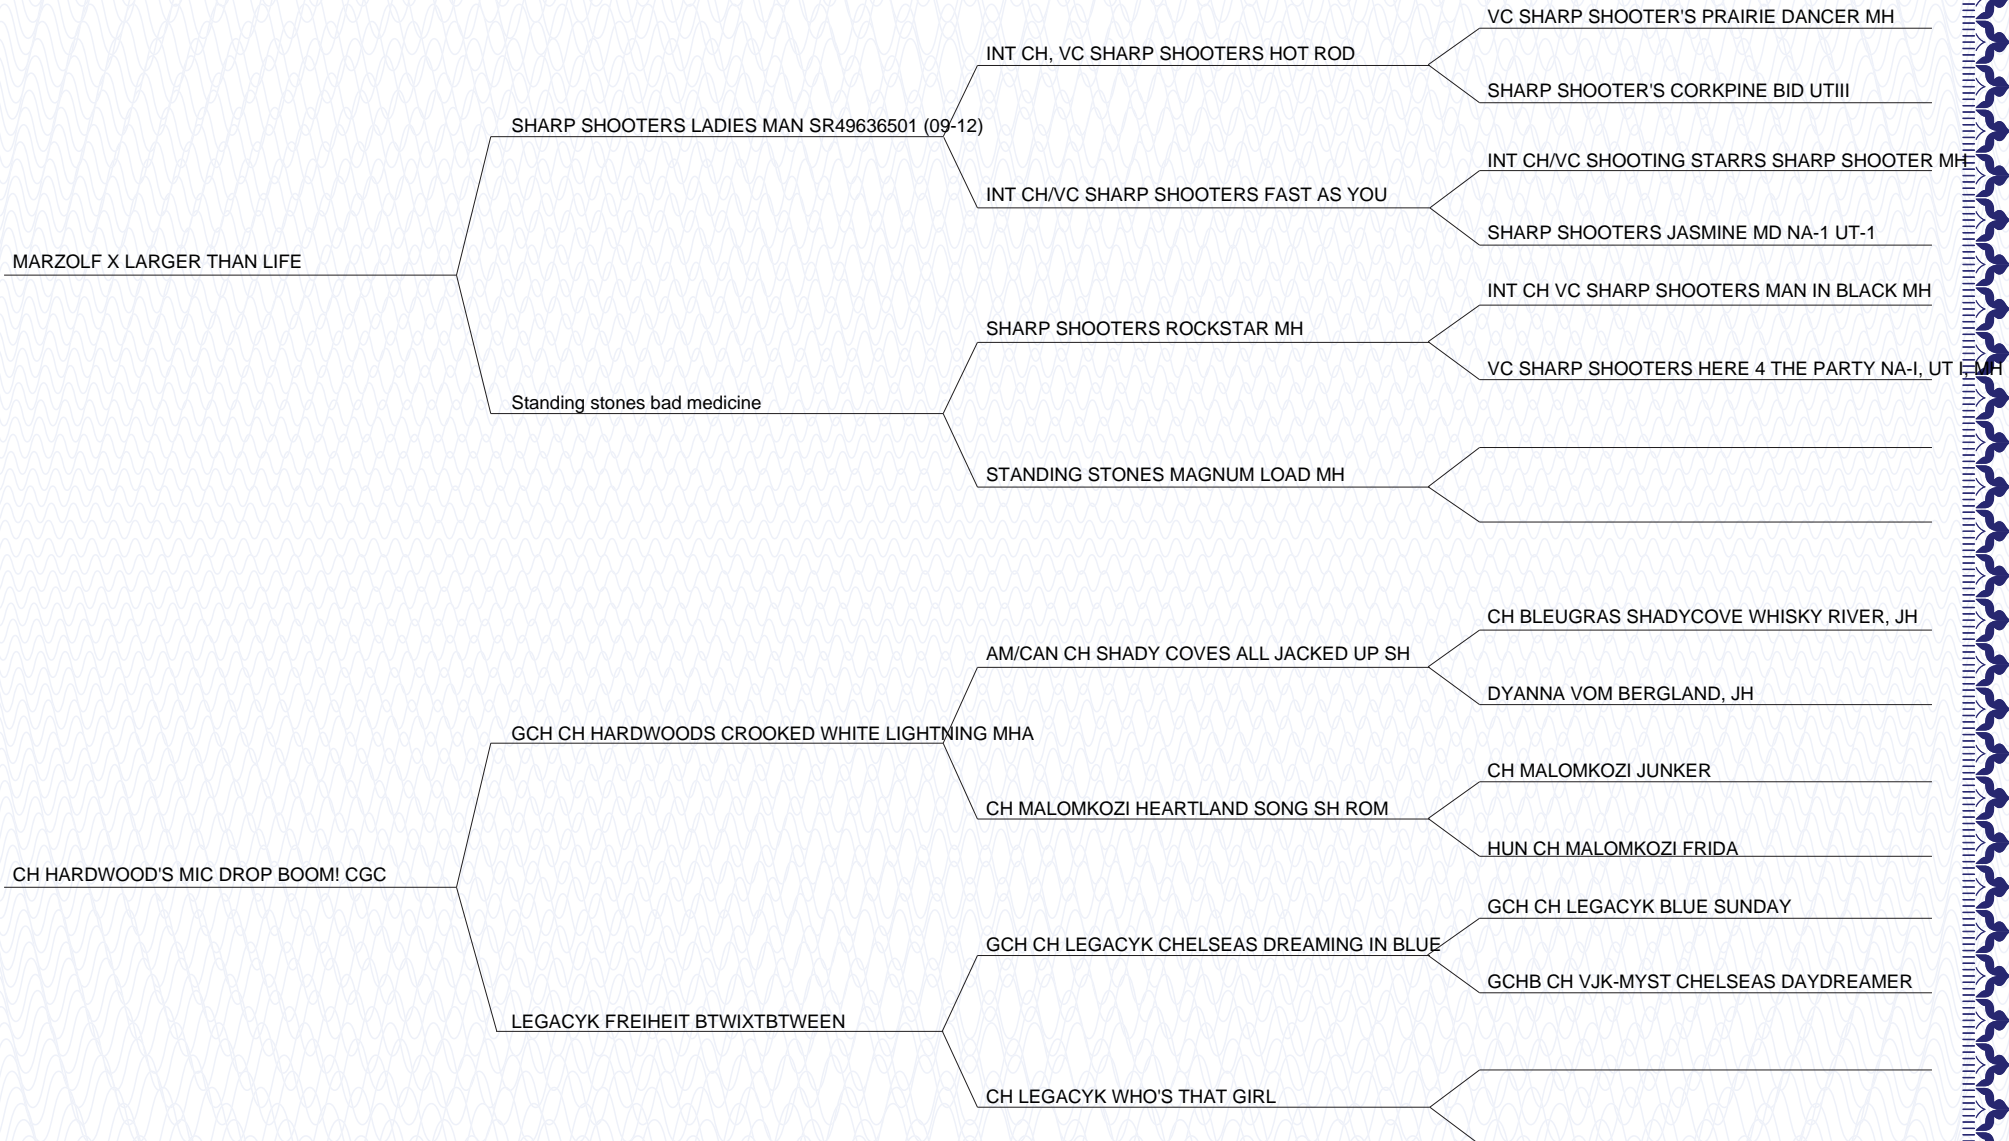 VC SHARP SHOOTER'S PRAIRIE DANCER MH
INT CH, VC SHARP SHOOTERS HOT ROD
SHARP SHOOTER'S CORKPINE BID UTIII
SHARP SHOOTERS LADIES MAN SR49636501 (09-12)
INT CH/VC SHOOTING STARRS SHARP SHOOTER MH
INT CH/VC SHARP SHOOTERS FAST AS YOU
SHARP SHOOTERS JASMINE MD NA-1 UT-1
MARZOLF X LARGER THAN LIFE
INT CH VC SHARP SHOOTERS MAN IN BLACK MH
SHARP SHOOTERS ROCKSTAR MH
VC SHARP SHOOTERS HERE 4 THE PARTY NA-I, UT I, MH
Standing stones bad medicine
STANDING STONES MAGNUM LOAD MH
CH BLEUGRAS SHADYCOVE WHISKY RIVER, JH
AM/CAN CH SHADY COVES ALL JACKED UP SH
DYANNA VOM BERGLAND, JH
GCH CH HARDWOODS CROOKED WHITE LIGHTNING MHA
CH MALOMKOZI JUNKER
CH MALOMKOZI HEARTLAND SONG SH ROM
HUN CH MALOMKOZI FRIDA
CH HARDWOOD'S MIC DROP BOOM! CGC
GCH CH LEGACYK BLUE SUNDAY
GCH CH LEGACYK CHELSEAS DREAMING IN BLUE
GCHB CH VJK-MYST CHELSEAS DAYDREAMER
LEGACYK FREIHEIT BTWIXTBTWEEN
CH LEGACYK WHO'S THAT GIRL